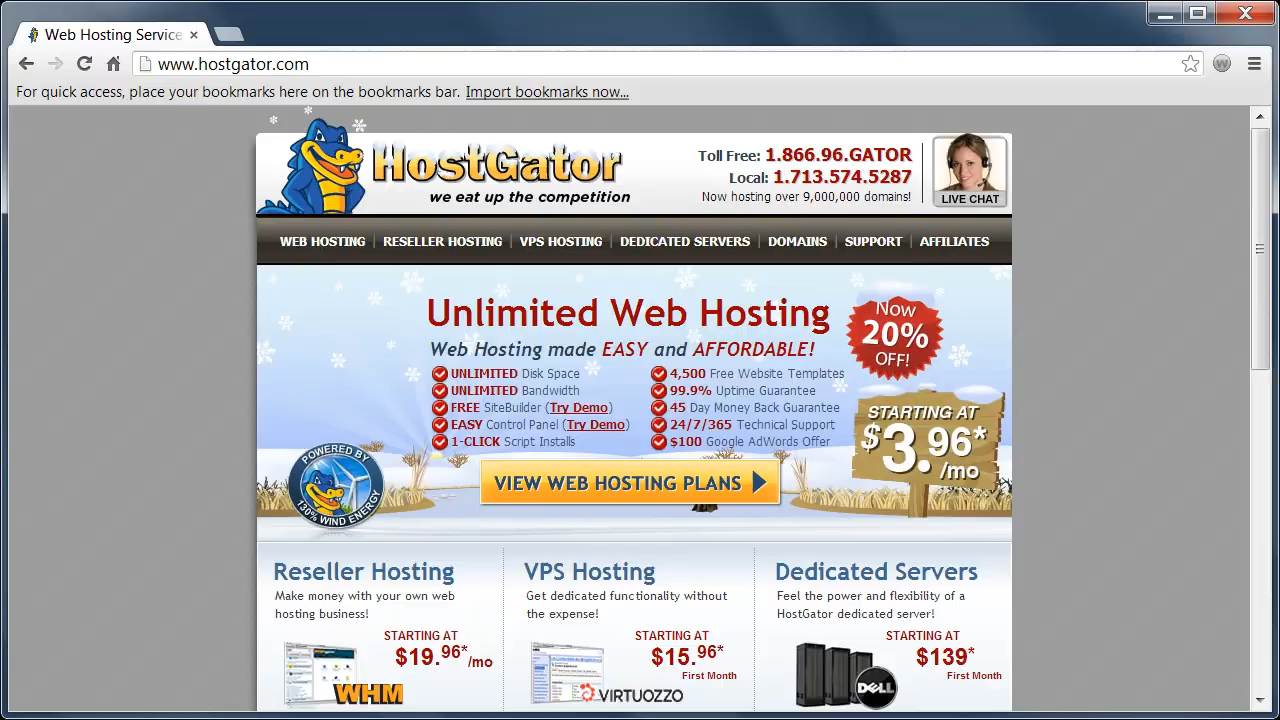 Web Hosting Service
www.hostgator.com
For quick access, place your bookmarks here on the bookmarks bar. Import bookmarks now...
HostGator
we eat up the competition
Toll Free: 1.866.96.GATOR
Local: 1.713.574.5287
Now hosting over 9,000,000 domains!
LIVE CHAT
WEB HOSTING RESELLER HOSTING VPS HOSTING DEDICATED SERVERS DOMAINS SUPPORT AFFILIATES
Unlimited Web Hosting
Web Hosting made EASY and AFFORDABLE!
UNLIMITED Disk Space
UNLIMITED Bandwidth
FREE SiteBuilder (Try Demo)
EASY Control Panel (Try Demo)
1-CLICK Script Installs
4,500 Free Website Templates
99.9% Uptime Guarantee
45 Day Money Back Guarantee
24/7/365 Technical Support
$100 Google AdWords Offer
NOW
20%
OFF!
STARTING AT
$3.96*
/mo
POWERED BY
130% WIND ENERGY
VIEW WEB HOSTING PLANS
Reseller Hosting
Make money with your own web
hosting business!
STARTING AT
$19.96*/mo
WHM
VPS Hosting
Get dedicated functionality without
the expense!
STARTING AT
$15.96*
First Month
VIRTUOZZO
Dedicated Servers
Feel the power and flexibility of a
HostGator dedicated server!
STARTING AT
$139*
First Month
DELL